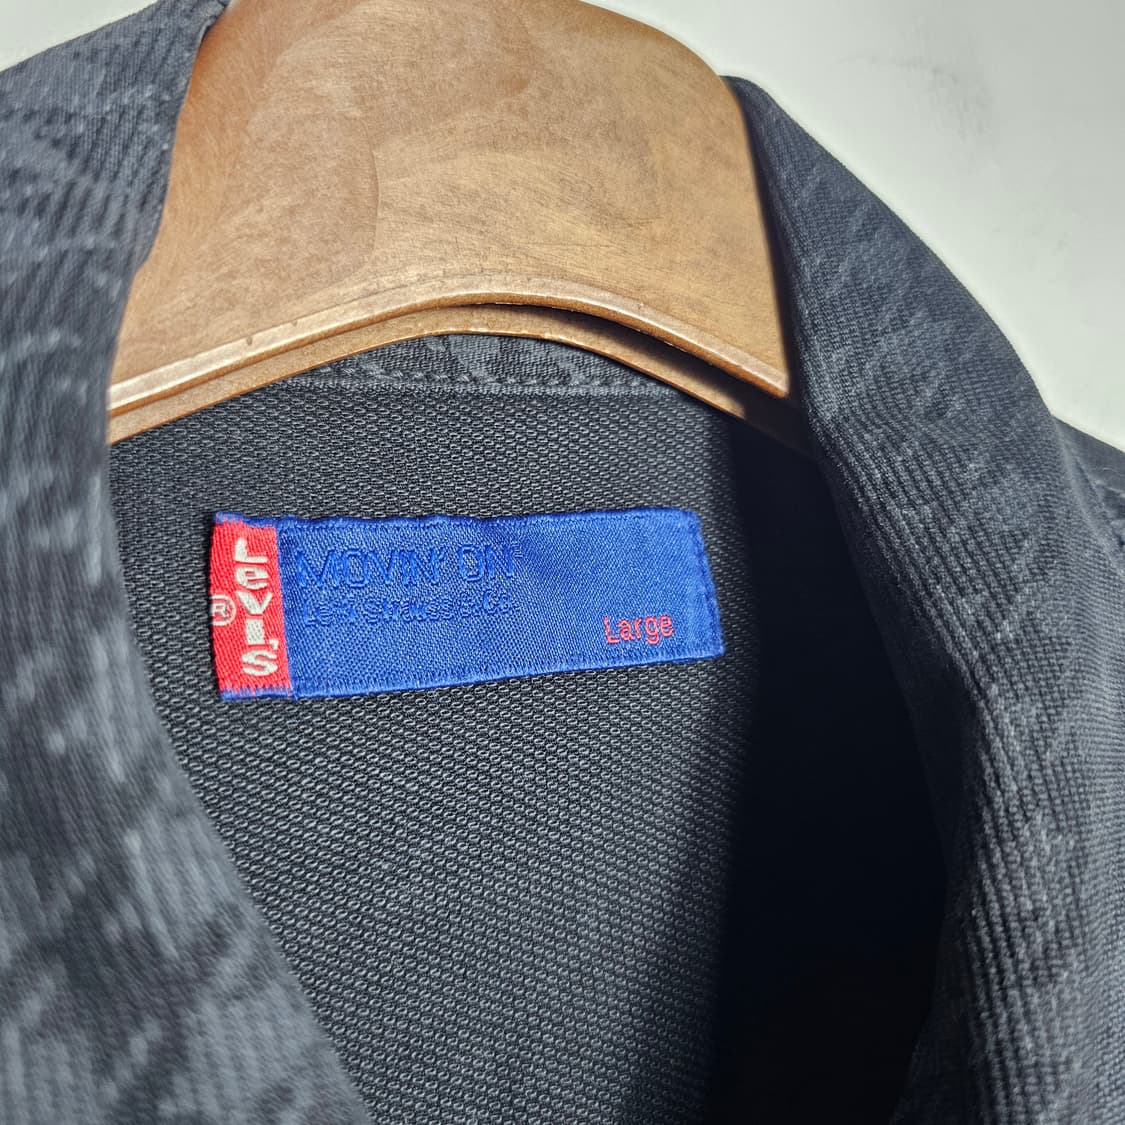 LEVI'S
®
MOVIN' ON
Levi Strauss & Co.
Large